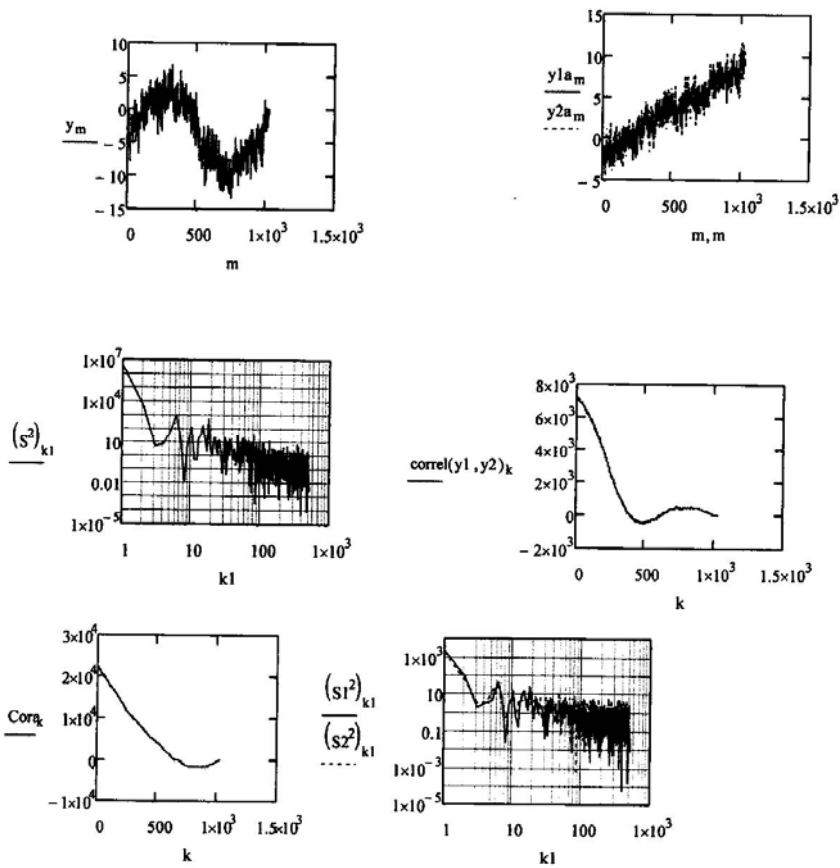 10
5
0
−5
−10
−15
y_m
0 500 1×10³ 1.5×10³
m
15
10
5
0
−5
y1a_m
y2a_m
0 500 1×10³ 1.5×10³
m, m
1×10⁷
1×10⁴
10
0.01
1×10⁻⁵
(S²)_k1
1 10 100 1×10³
k1
8×10³
6×10³
4×10³
2×10³
0
−2×10³
correl(y1, y2)_k
0 500 1×10³ 1.5×10³
k
3×10⁴
2×10⁴
1×10⁴
0
−1×10⁴
0 500 1×10³ 1.5×10³
k
1×10³
10
0.1
1×10⁻³
1×10⁻⁵
(S1²)_k1
(S2²)_k1
1 10 100 1×10³
k1